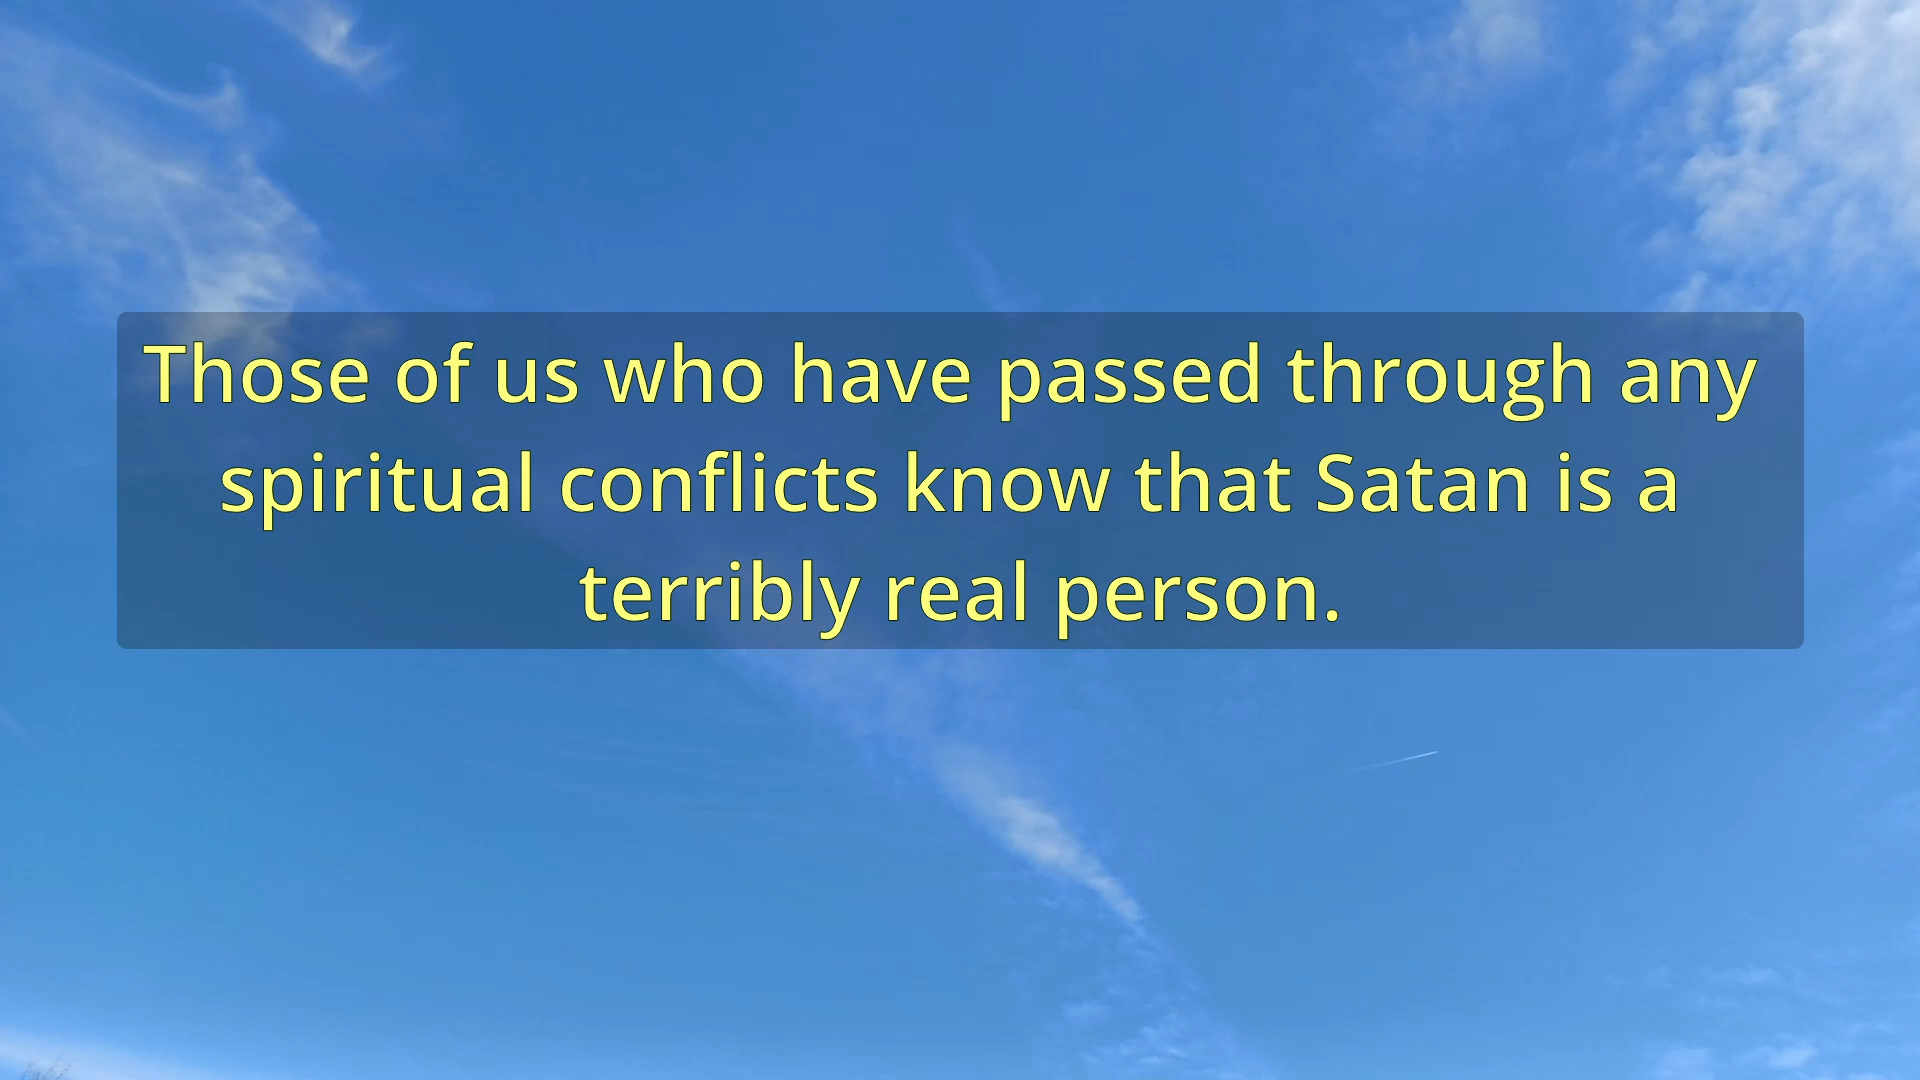 Those of us who have passed through any
spiritual conflicts know that Satan is a
terribly real person.